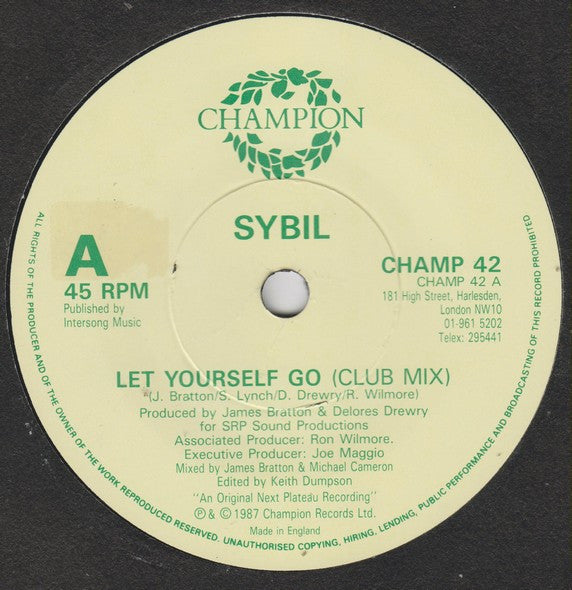 CHAMPION
SYBIL
A
45 RPM
Published by
Intersong Music
CHAMP 42
CHAMP 42 A
181 High Street, Harlesden,
London NW10
01-961 5202
Telex: 295441
LET YOURSELF GO (CLUB MIX)
(J. Bratton/S. Lynch/D. Drewry/R. Wilmore)
Produced by James Bratton & Delores Drewry
for SRP Sound Productions
Associated Producer: Ron Wilmore.
Executive Producer: Joe Maggio
Mixed by James Bratton & Michael Cameron
Edited by Keith Dumpson
"An Original Next Plateau Recording"
℗ & © 1987 Champion Records Ltd.
Made in England
ALL RIGHTS OF THE PRODUCER AND OF THE OWNER OF THE WORK REPRODUCED RESERVED. UNAUTHORISED COPYING, HIRING, LENDING, PUBLIC PERFORMANCE AND BROADCASTING OF THIS RECORD PROHIBITED